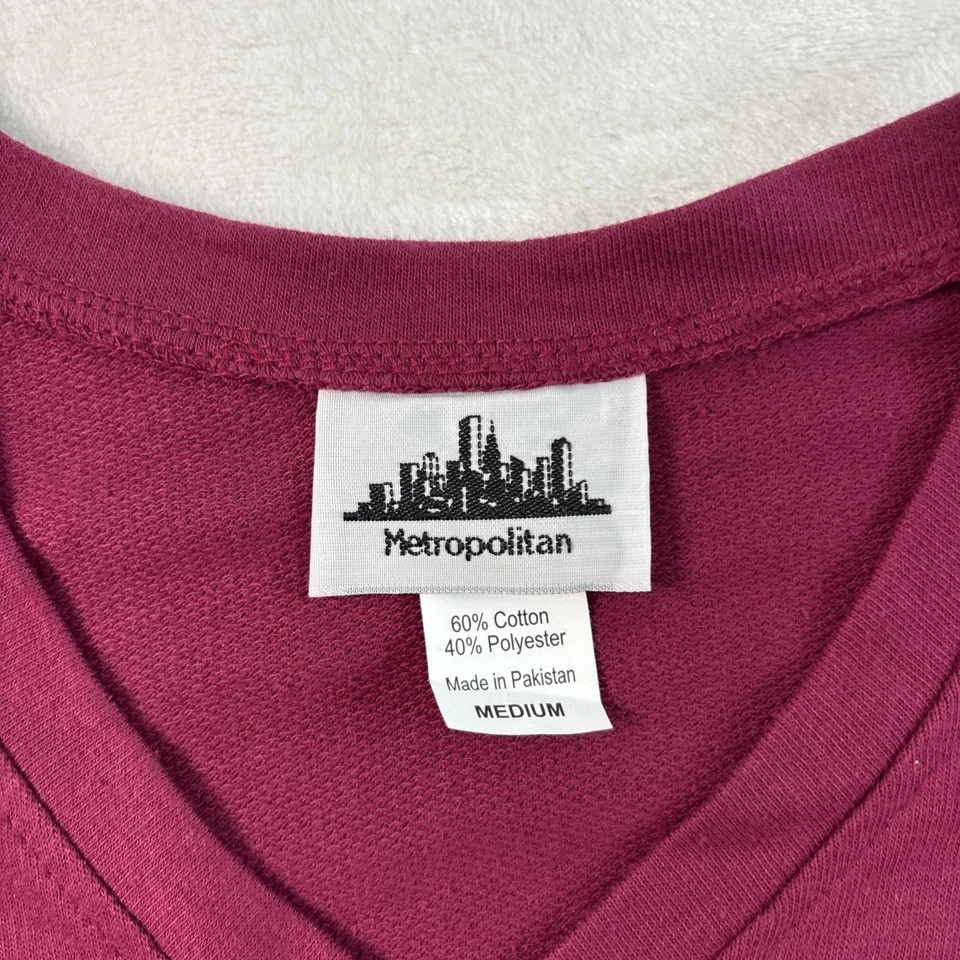 Metropolitan
60% Cotton
40% Polyester
Made in Pakistan
MEDIUM